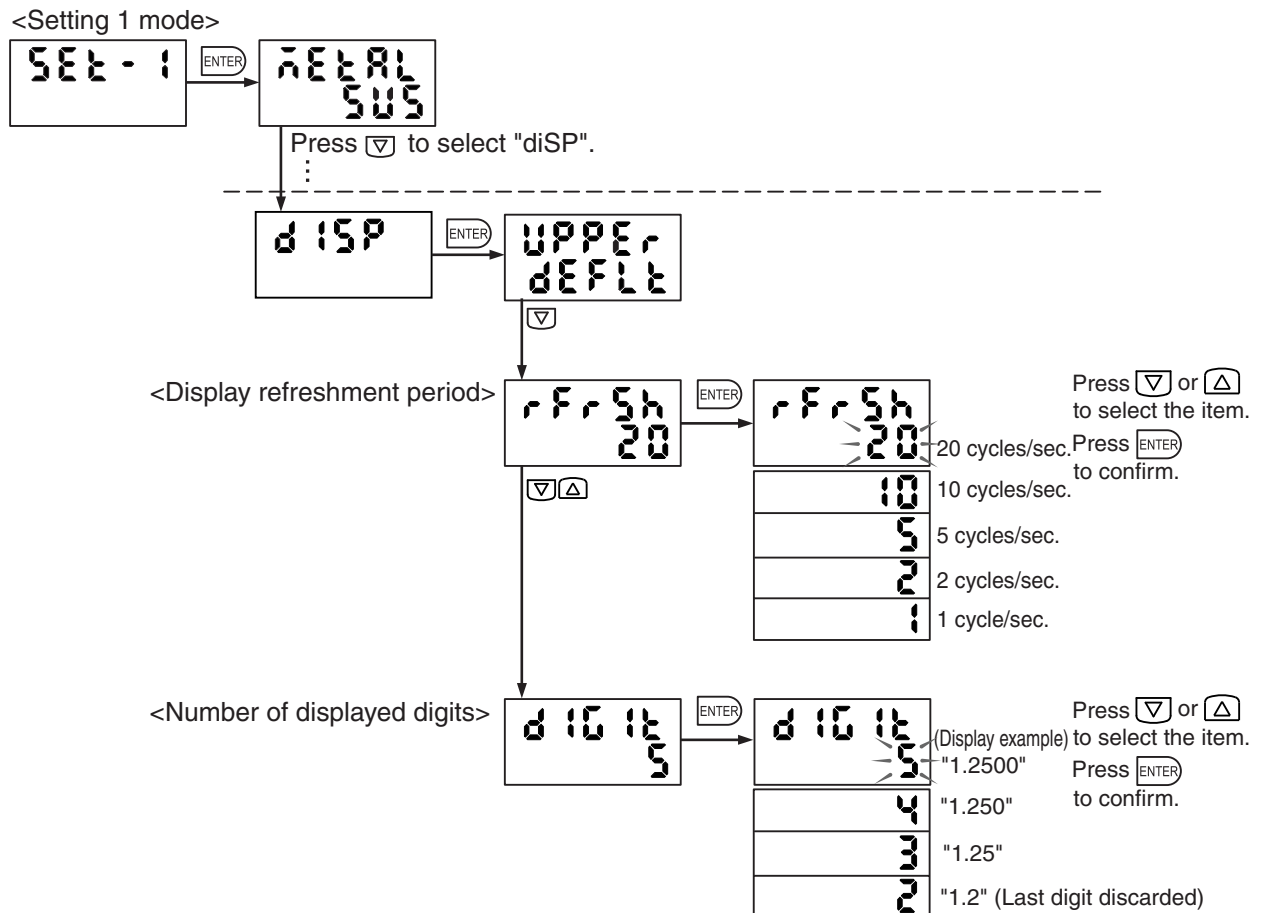 <Setting 1 mode>
SEt-1 ENTER METAL
SUS
Press to select "diSP".
diSP ENTER UPPEr
dEFLt
<Display refreshment period> rFrSh
20
ENTER rFrSh
20 20 cycles/sec.
Press or
to select the item.
Press ENTER
to confirm.
10 10 cycles/sec.
5 5 cycles/sec.
2 2 cycles/sec.
1 1 cycle/sec.
<Number of displayed digits> diGit
5
ENTER diGit
(Display example)
5 "1.2500"
Press or
to select the item.
Press ENTER
to confirm.
4 "1.250"
3 "1.25"
2 "1.2" (Last digit discarded)